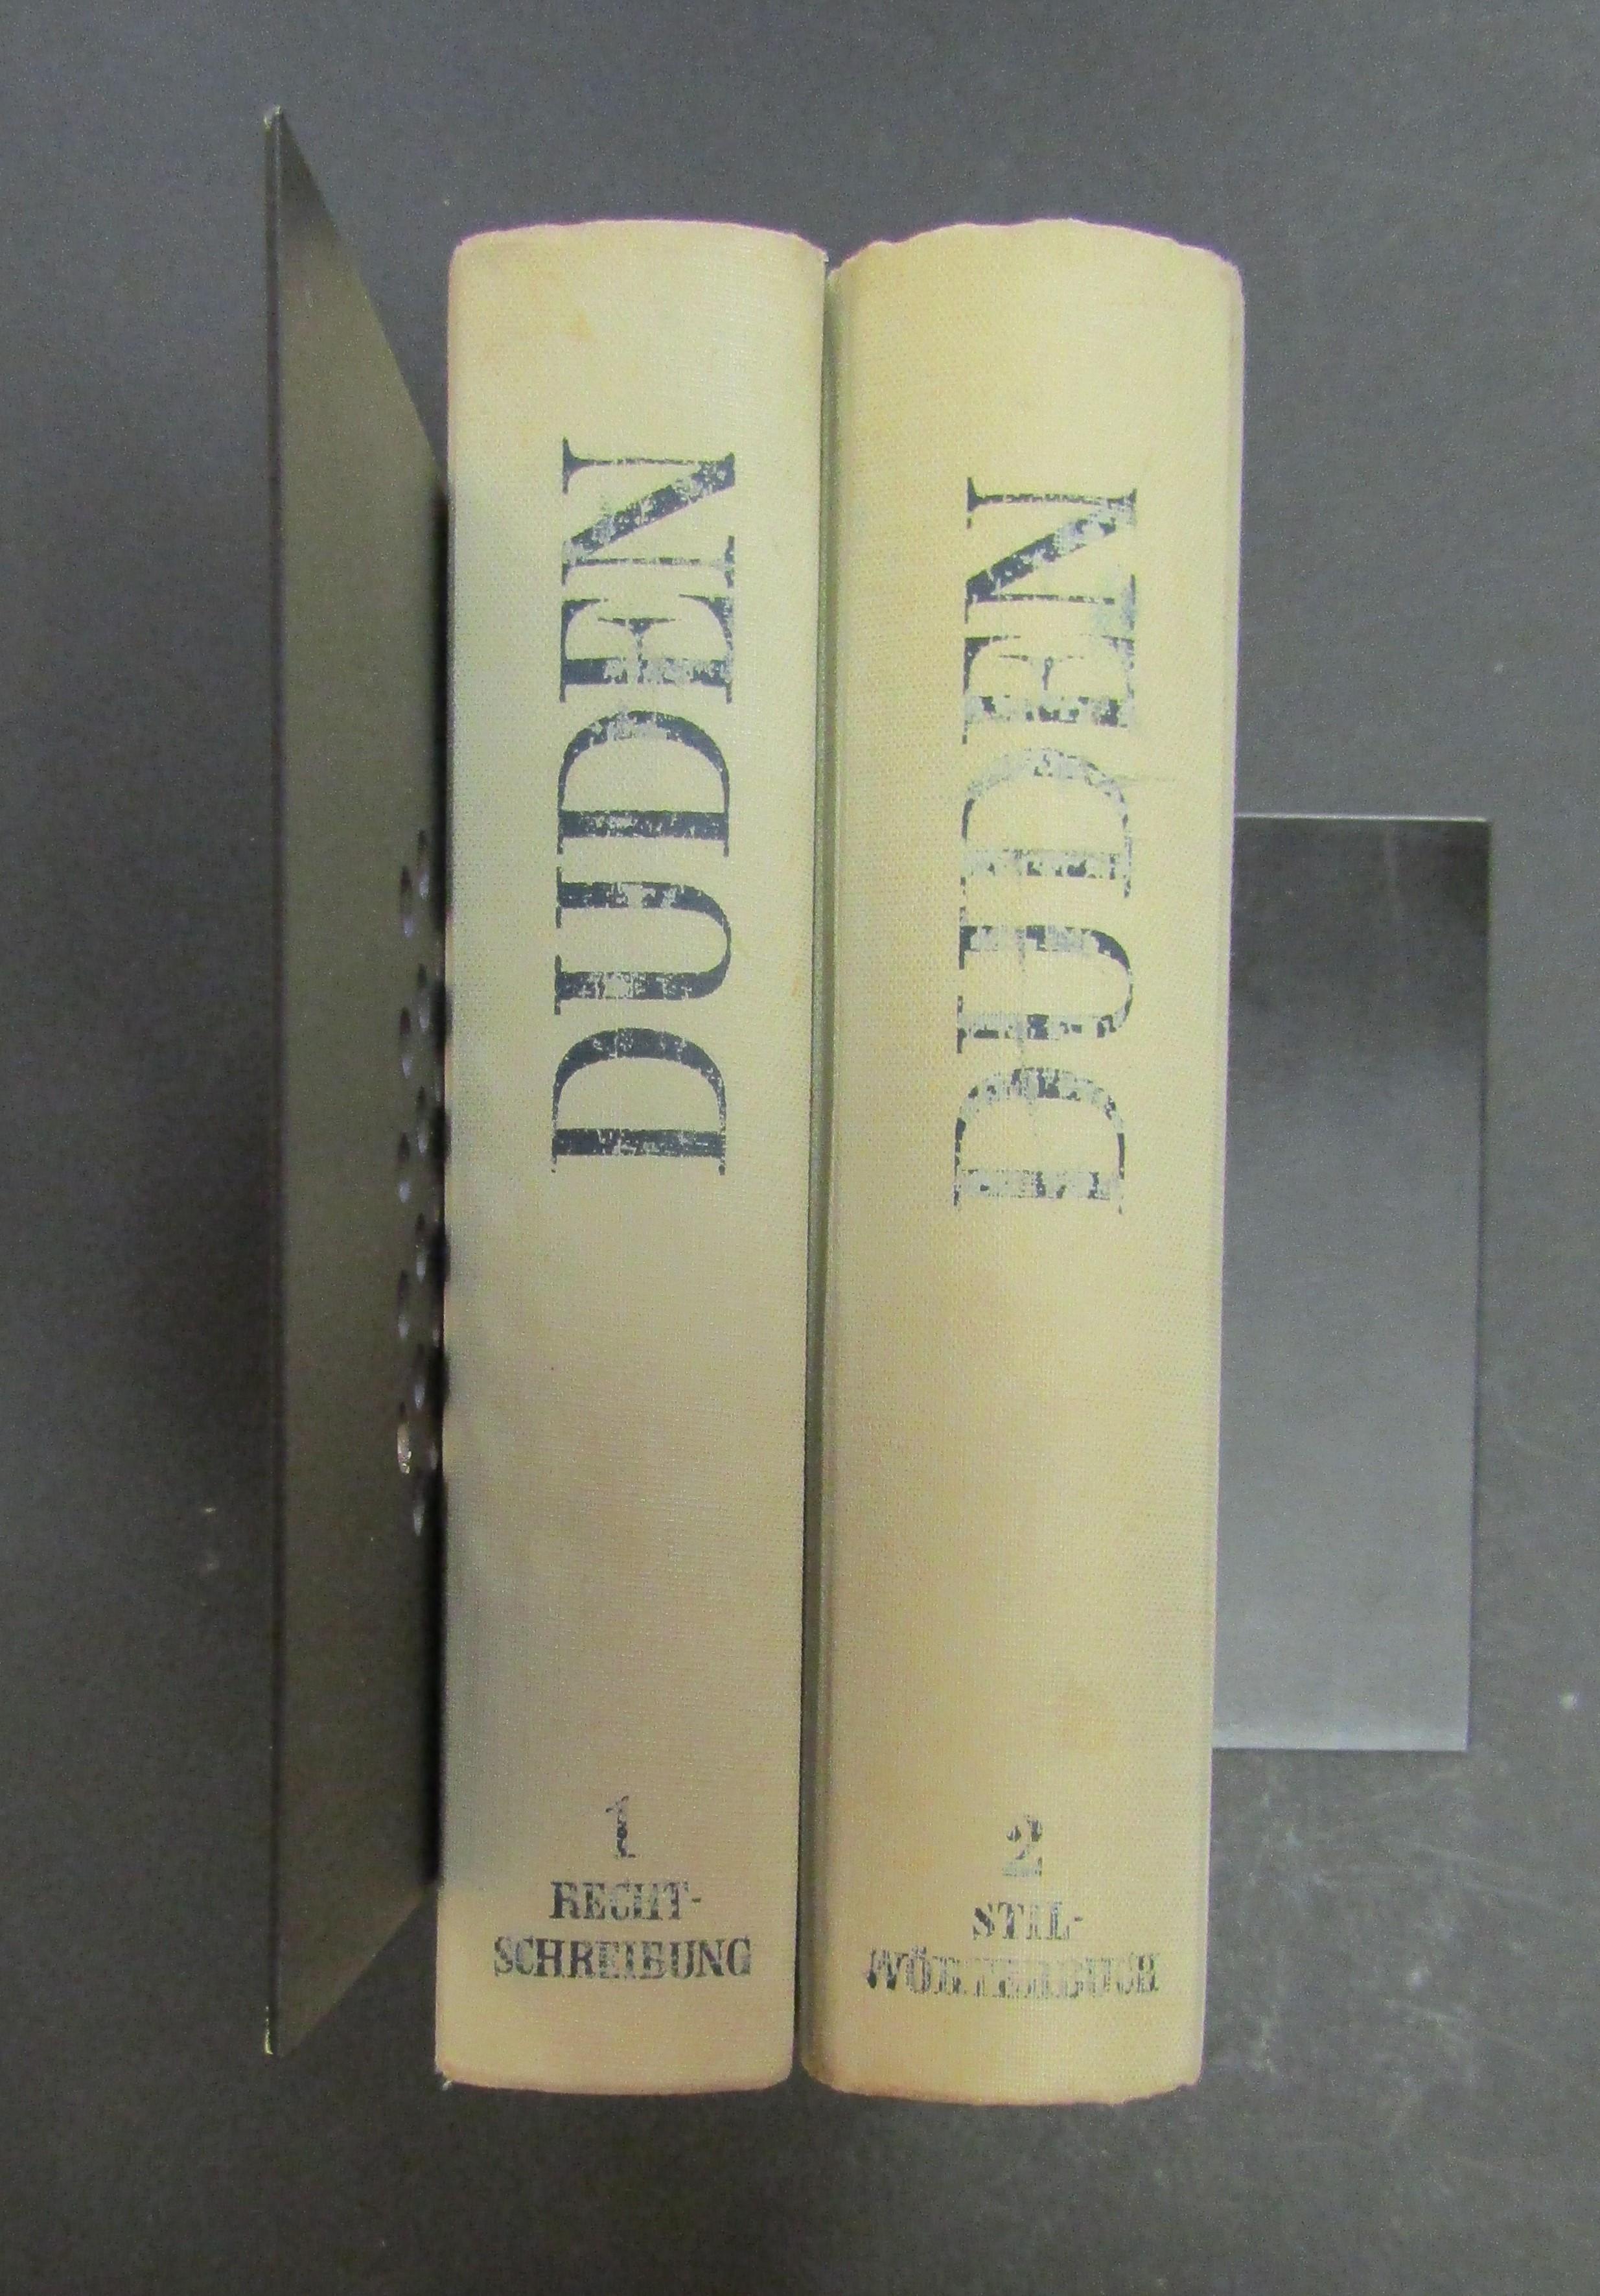 DUDEN
1
RECHT-
SCHREIBUNG
DUDEN
2
STIL-
WÖRTERBUCH